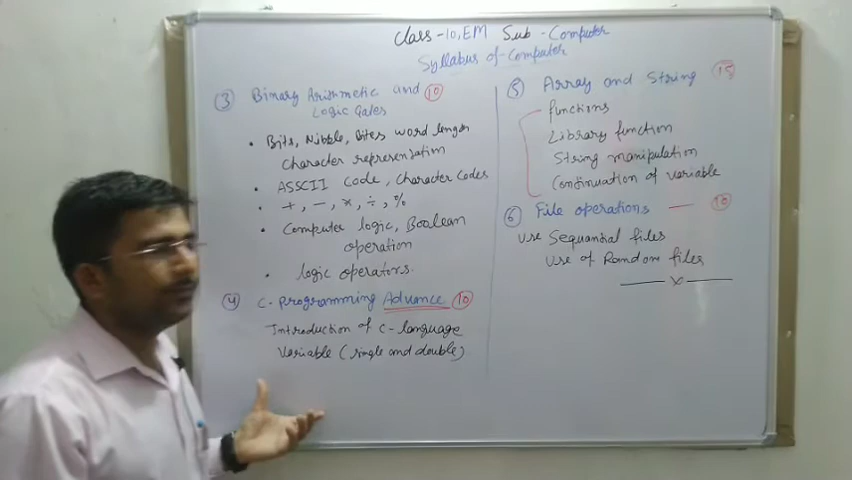 Class-10, EM Sub-Computer
Syllabus of-Computer
③ Binary Arithmetic and ⑩
Logic Gates
• Bits, Nibble, Bites word length
Character representation
• ASSCII code, Character Codes
• +, -, ×, ÷, %
• Computer logic, Boolean
operation
• logic operators.
④ C-programming Advance ⑩
Introduction of C-language
Variable (single and double)
⑤ Array and String ⑮
functions
Library function
String manipulation
Continuation of variable
⑥ File operations — ⑩
Use Sequantial files
Use of Random files
—x—